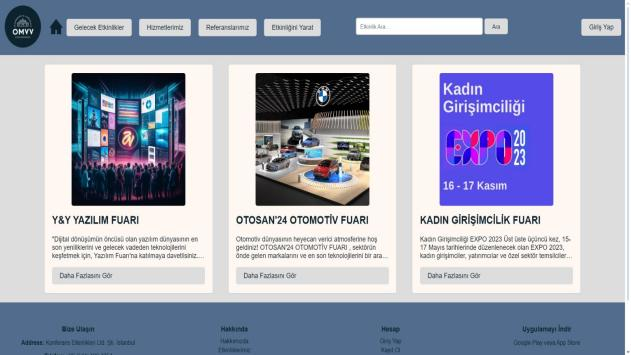 OMVV
Gelecek Etkinlikler
Hizmetlerimiz
Referanslarımız
Etkinliğini Yarat
Etkinlik Ara...
Ara
Giriş Yap
Kadın
Girişimciliği
EXPO 2023
16 - 17 Kasım
Y&Y YAZILIM FUARI
"Dijital dönüşümün öncüsü olan yazılım dünyasının en
son yeniliklerini ve gelecek vadeden teknolojilerini
keşfetmek için, Yazılım Fuarı'na katılmaya davetlisiniz....
Daha Fazlasını Gör
OTOSAN'24 OTOMOTİV FUARI
Otomotiv dünyasının heyecan verici atmosferine hoş
geldiniz! OTOSAN'24 OTOMOTİV FUARI , sektörün
önde gelen markalarını ve en son teknolojilerini bir ara...
Daha Fazlasını Gör
KADIN GİRİŞİMCİLİK FUARI
Kadın Girişimciliği EXPO 2023 Üst üste üçüncü kez, 15-
17 Mayıs tarihlerinde düzenlenecek olan EXPO 2023,
kadın girişimciler, yatırımcılar ve özel sektör temsilciler...
Daha Fazlasını Gör
Bize Ulaşın
Address: Konferans Etkinlikleri Ltd. Şti. İstanbul
Hakkında
Hakkımızda
Etkinliklerimiz
Hesap
Giriş Yap
Kayıt Ol
Uygulamayı İndir
Google Play veya App Store